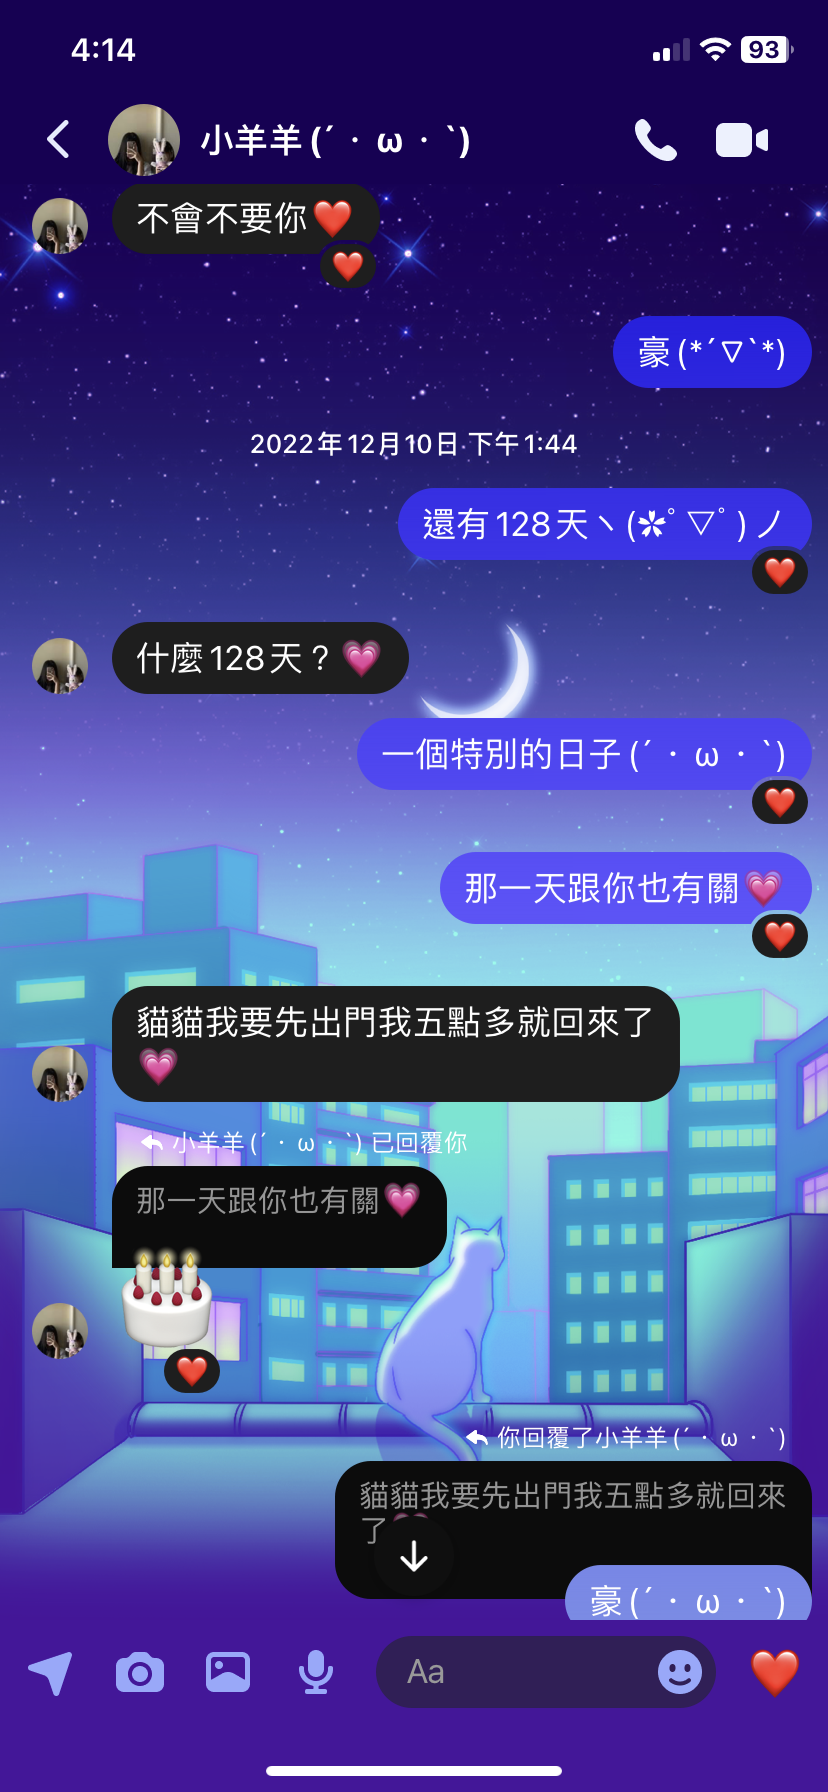 4:14
93
小羊羊 (´・ω・`)
不會不要你❤️
❤️
豪 (*´∇`*)
2022年12月10日 下午1:44
還有128天ヽ(✿ﾟ▽ﾟ)ノ
❤️
什麼128天？💗
一個特別的日子 (´・ω・`)
❤️
那一天跟你也有關💗
❤️
貓貓我要先出門我五點多就回來了
💗
小羊羊 (´・ω・`) 已回覆你
那一天跟你也有關💗
🎂
❤️
你回覆了小羊羊 (´・ω・`)
貓貓我要先出門我五點多就回來
了
豪 (´・ω・`)
Aa